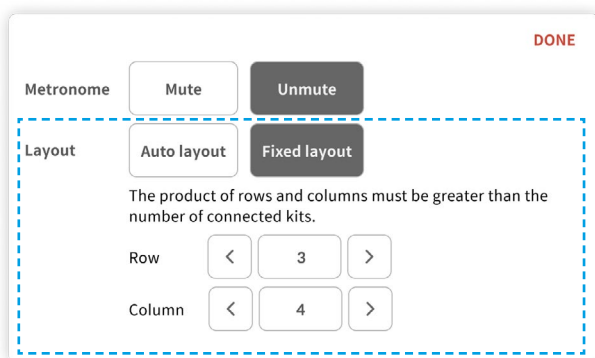 DONE
Metronome Mute Unmute
Layout Auto layout Fixed layout
The product of rows and columns must be greater than the
number of connected kits.
Row < 3 >
Column < 4 >